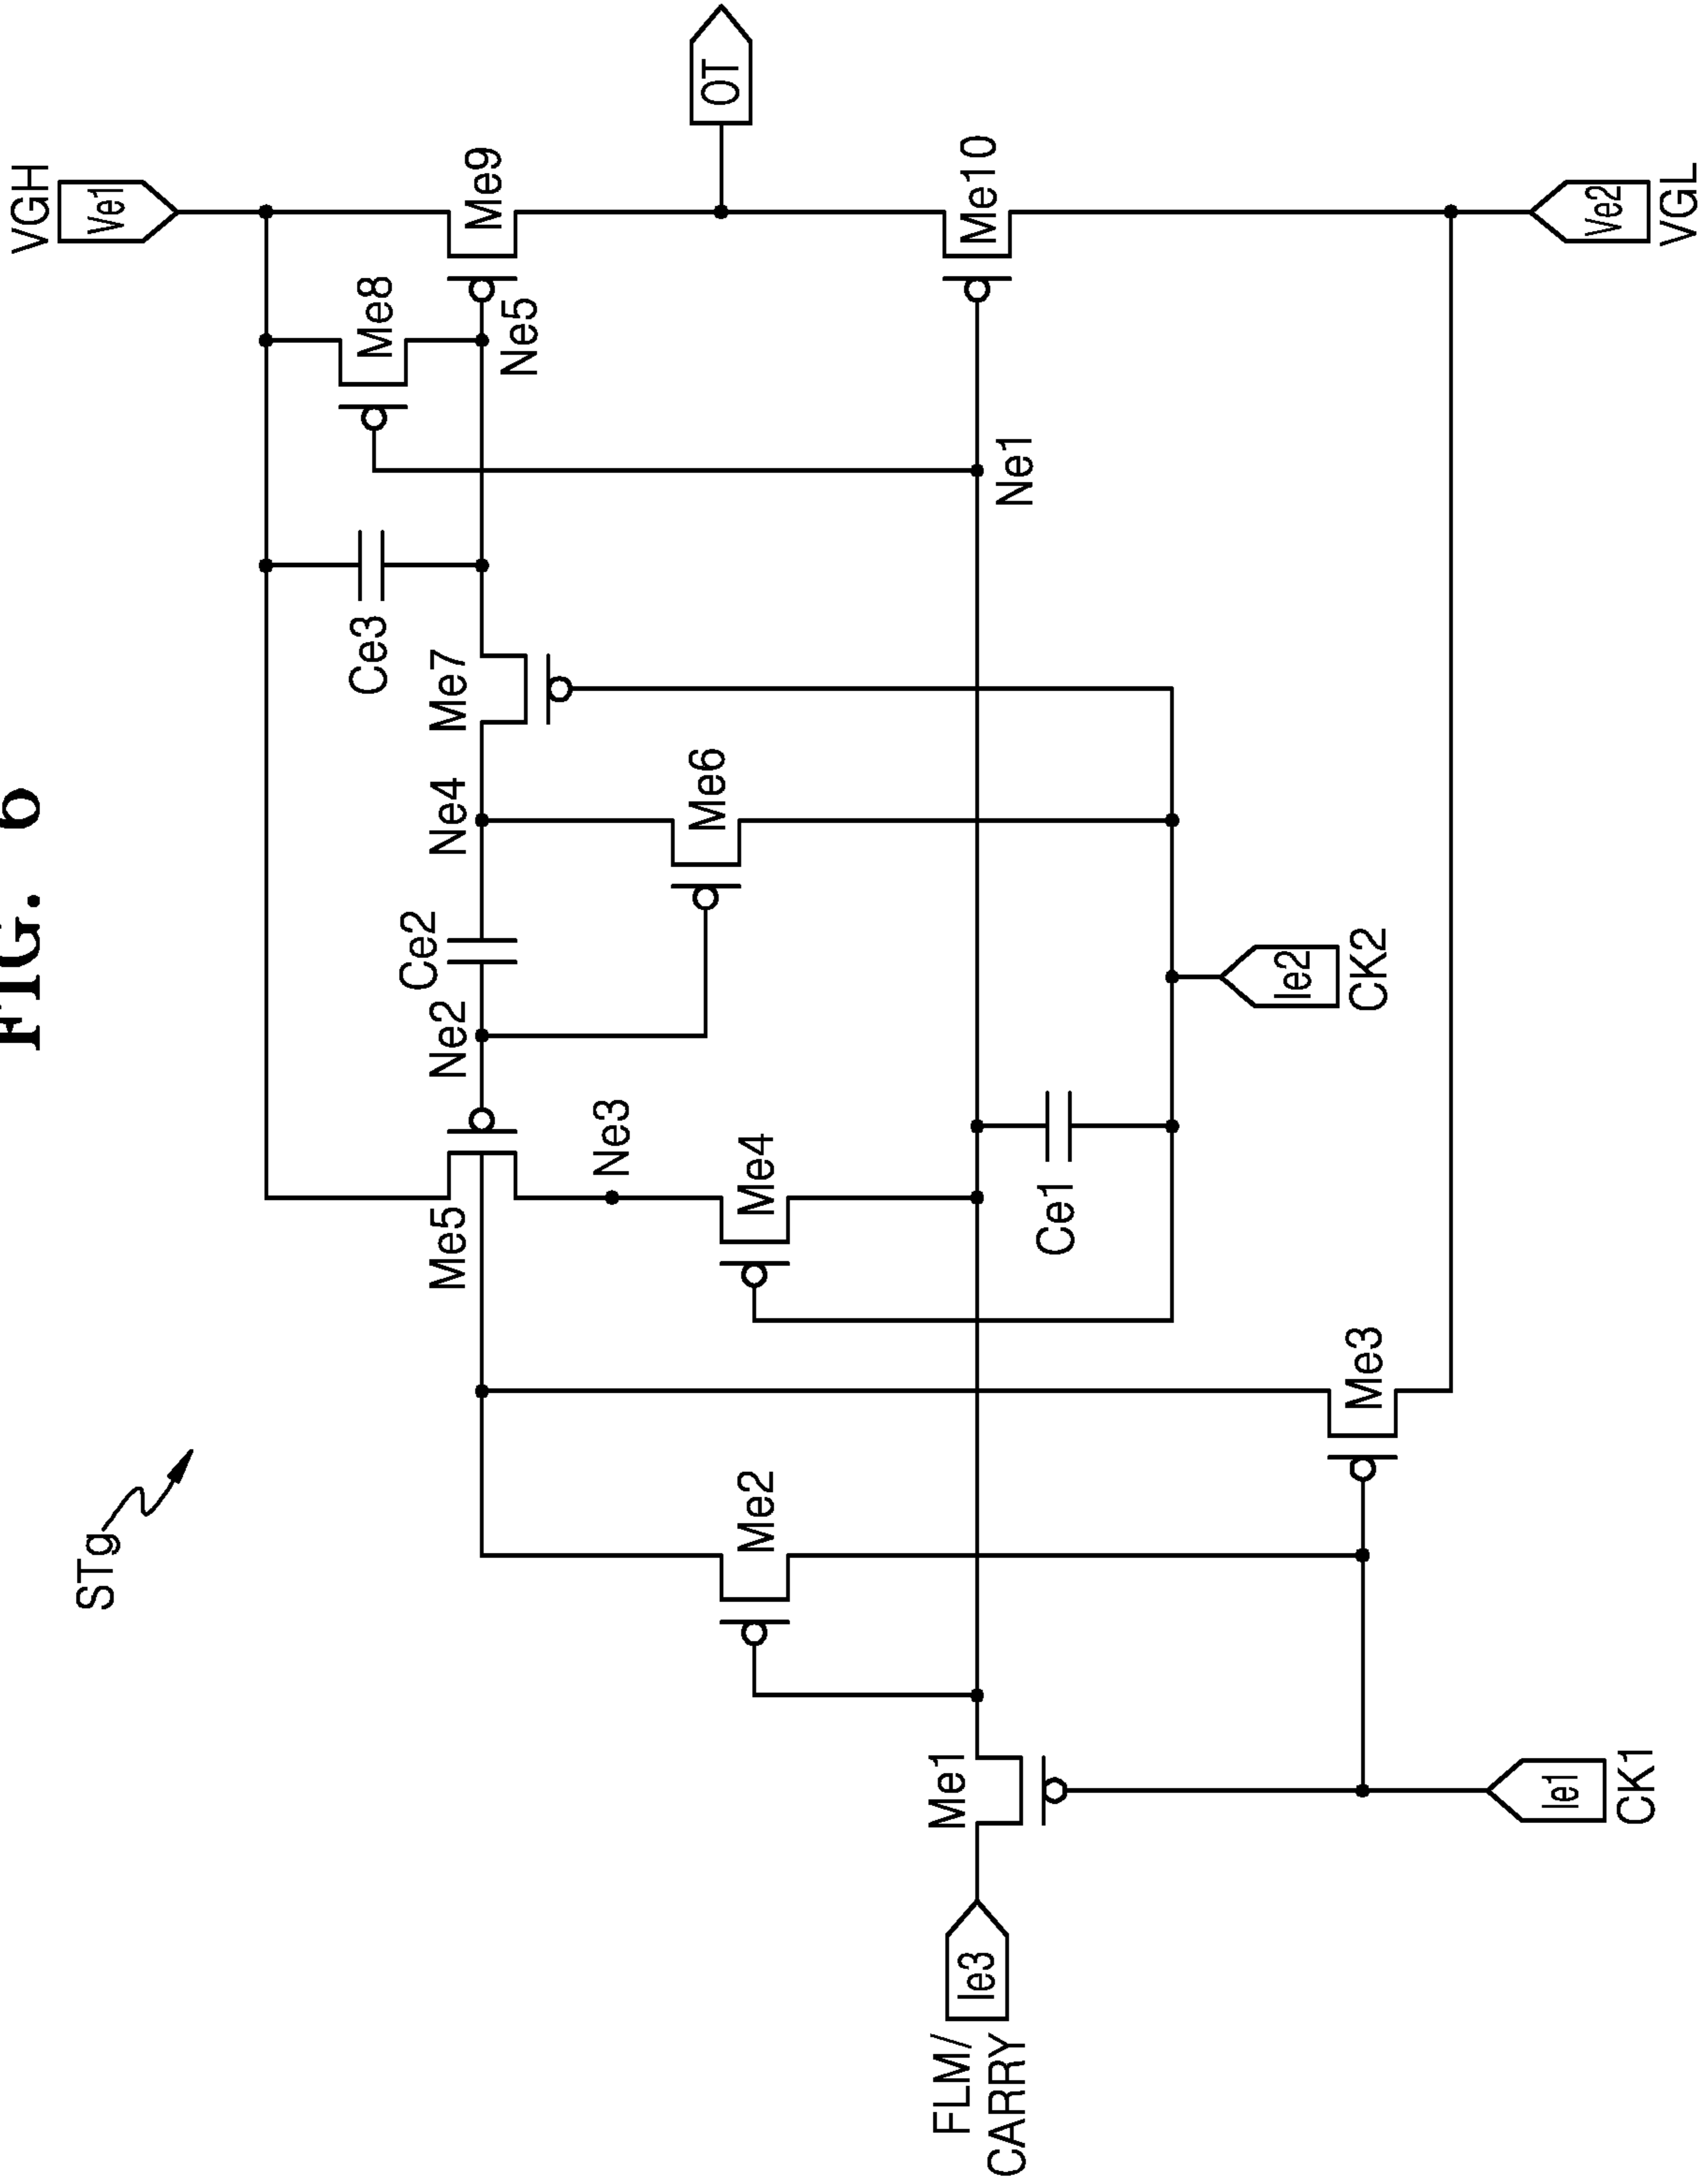 FIG. 6
STg
VGH
Ve1
Ce3
Me8
Me5
Ne2
Ce2
Ne4
Me7
Ne5
Me9
Ne3
Me6
Me2
Me4
OT
FLM/
CARRY
Ie3
Me1
Ne1
Me10
Ce1
Me3
Ie2
CK2
Ie1
CK1
Ve2
VGL